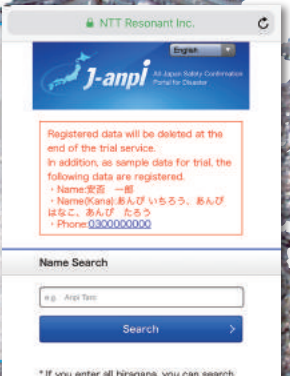 NTT Resonant Inc.
English
J-anpi
All-Japan Safety Confirmation
Portal for Disaster
Registered data will be deleted at the
end of the trial service.
In addition, as sample data for trial, the
following data are registered.
・Name:安否　一郎
・Name(Kana):あんぴ いちろう、あんぴ
はなこ、あんぴ　たろう
・Phone:0300000000
Name Search
e.g. Anpi Taro
Search
*If you enter all hiragana, you can search